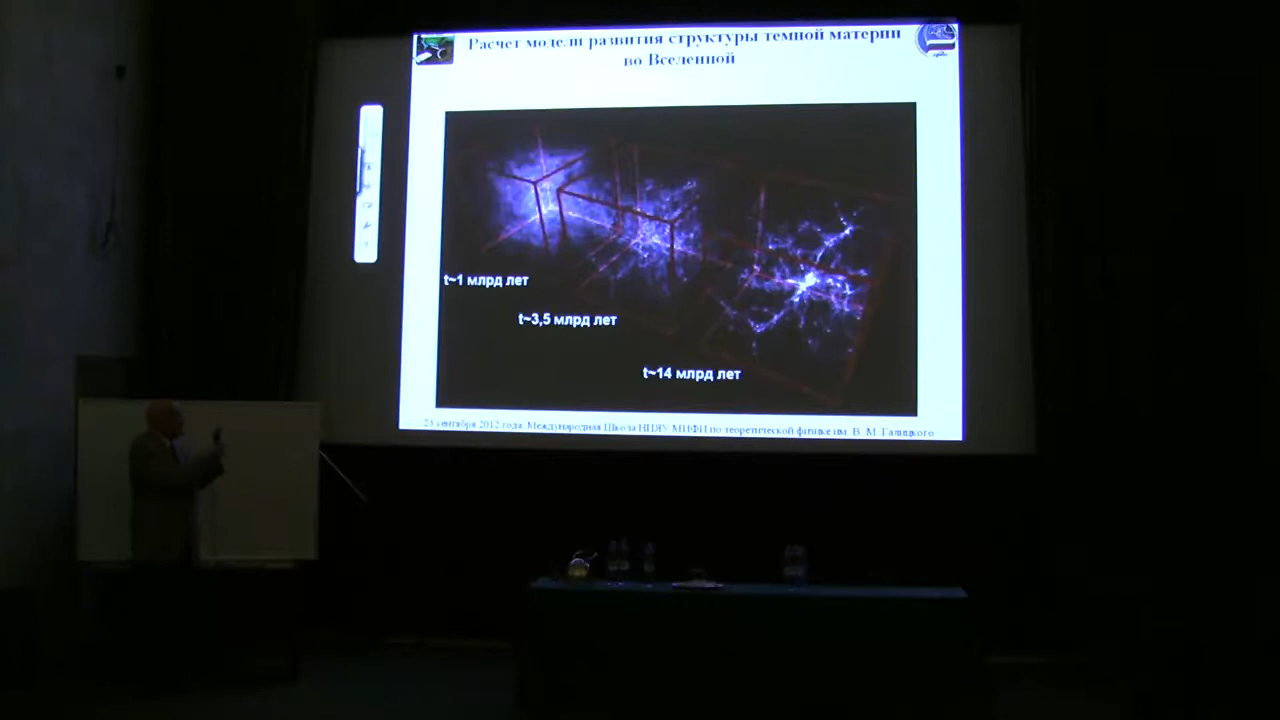 Расчет модели развития структуры темной материи
во Вселенной
t~1 млрд лет
t~3,5 млрд лет
t~14 млрд лет
23 сентября 2012 года, Международная Школа НИЯУ МИФИ по теоретической физике им. В. М. Галицкого